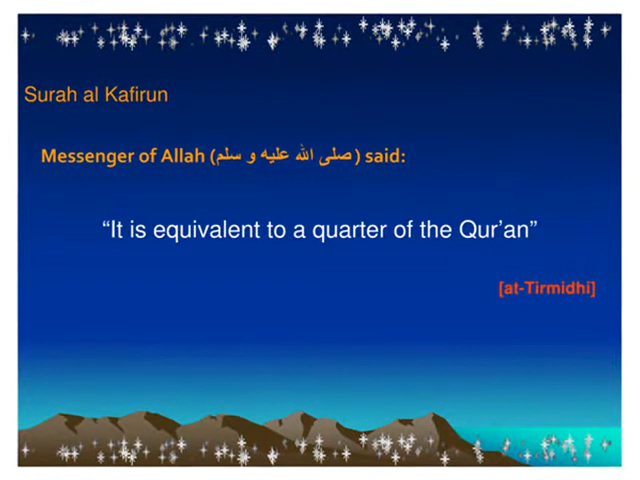 Surah al Kafirun
Messenger of Allah (صلى الله عليه و سلم) said:
“It is equivalent to a quarter of the Qur’an”
[at-Tirmidhi]